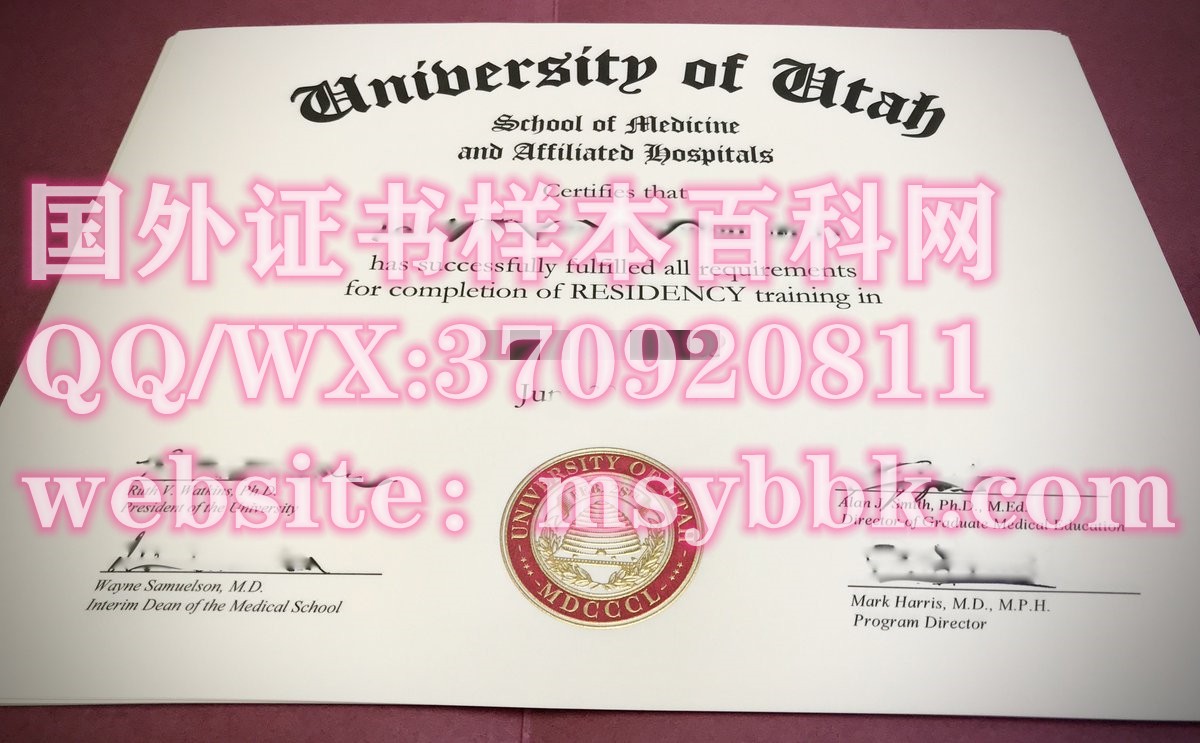 University of Utah
School of Medicine
and Affiliated Hospitals
Certifies that
国外证书样本百科网
has successfully fulfilled all requirements
for completion of RESIDENCY training in
QQ/WX:370920811
website：msybbk.com
Ruth V. Watkins, Ph.D.
President of the University
Alan J Smith, Ph.D., M.Ed.
Director of Graduate Medical Education
UNIVERSITY OF UTAH
MDCCCL
Wayne Samuelson, M.D.
Interim Dean of the Medical School
Mark Harris, M.D., M.P.H.
Program Director